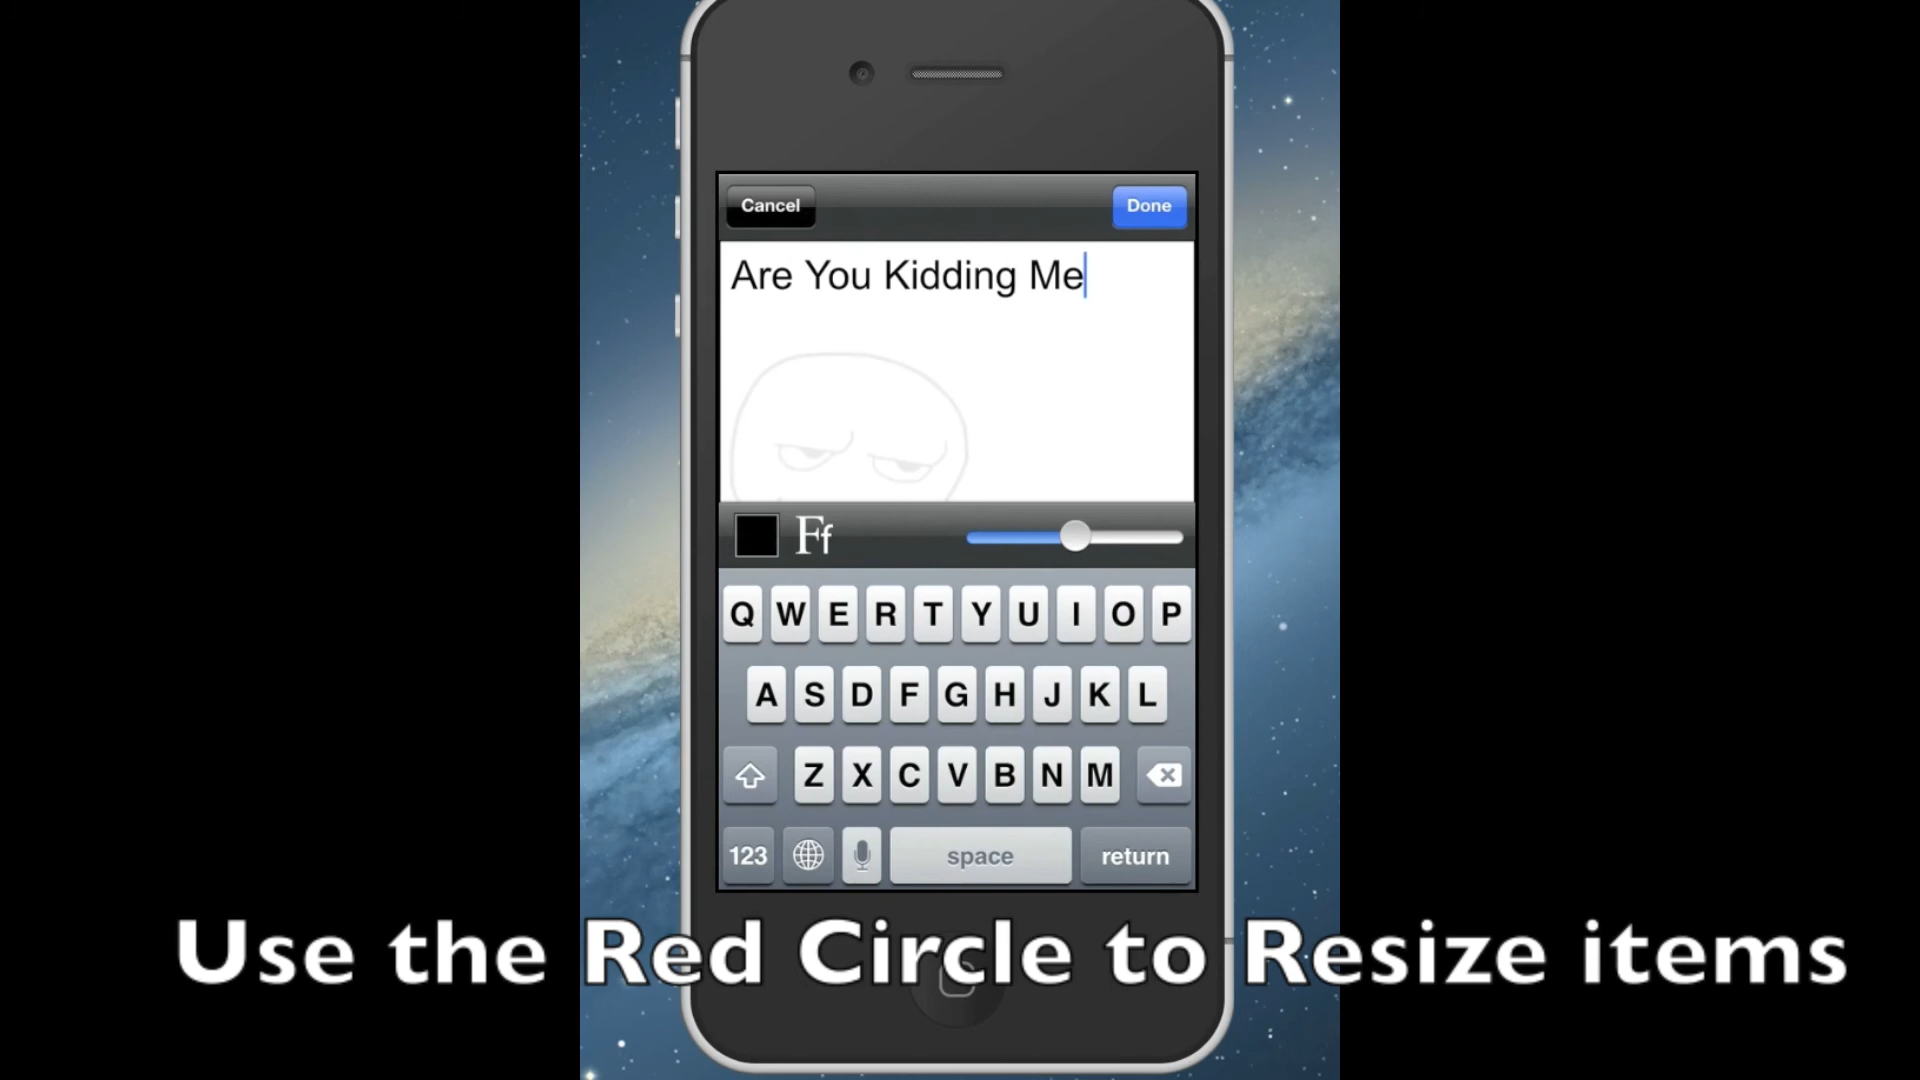 Cancel
Done
Are You Kidding Me
Ff
Q W E R T Y U I O P
A S D F G H J K L
Z X C V B N M
123
space
return
Use the Red Circle to Resize items